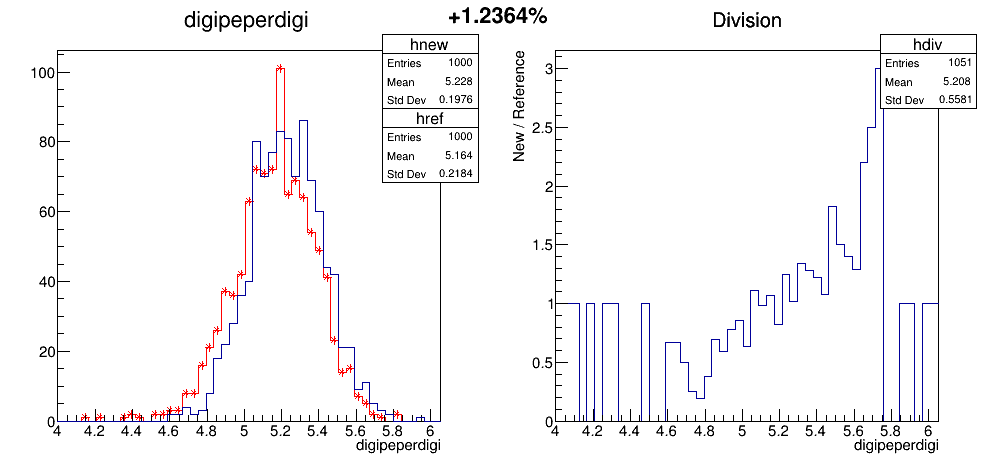 +1.2364%
digipeperdigi
hnew
Entries 1000
Mean 5.228
Std Dev 0.1976
href
Entries 1000
Mean 5.164
Std Dev 0.2184
100
80
60
40
20
0
4 4.2 4.4 4.6 4.8 5 5.2 5.4 5.6 5.8 6
digipeperdigi
Division
hdiv
Entries 1051
Mean 5.208
Std Dev 0.5581
New / Reference
3
2.5
2
1.5
1
0.5
0
4 4.2 4.4 4.6 4.8 5 5.2 5.4 5.6 5.8 6
digipeperdigi